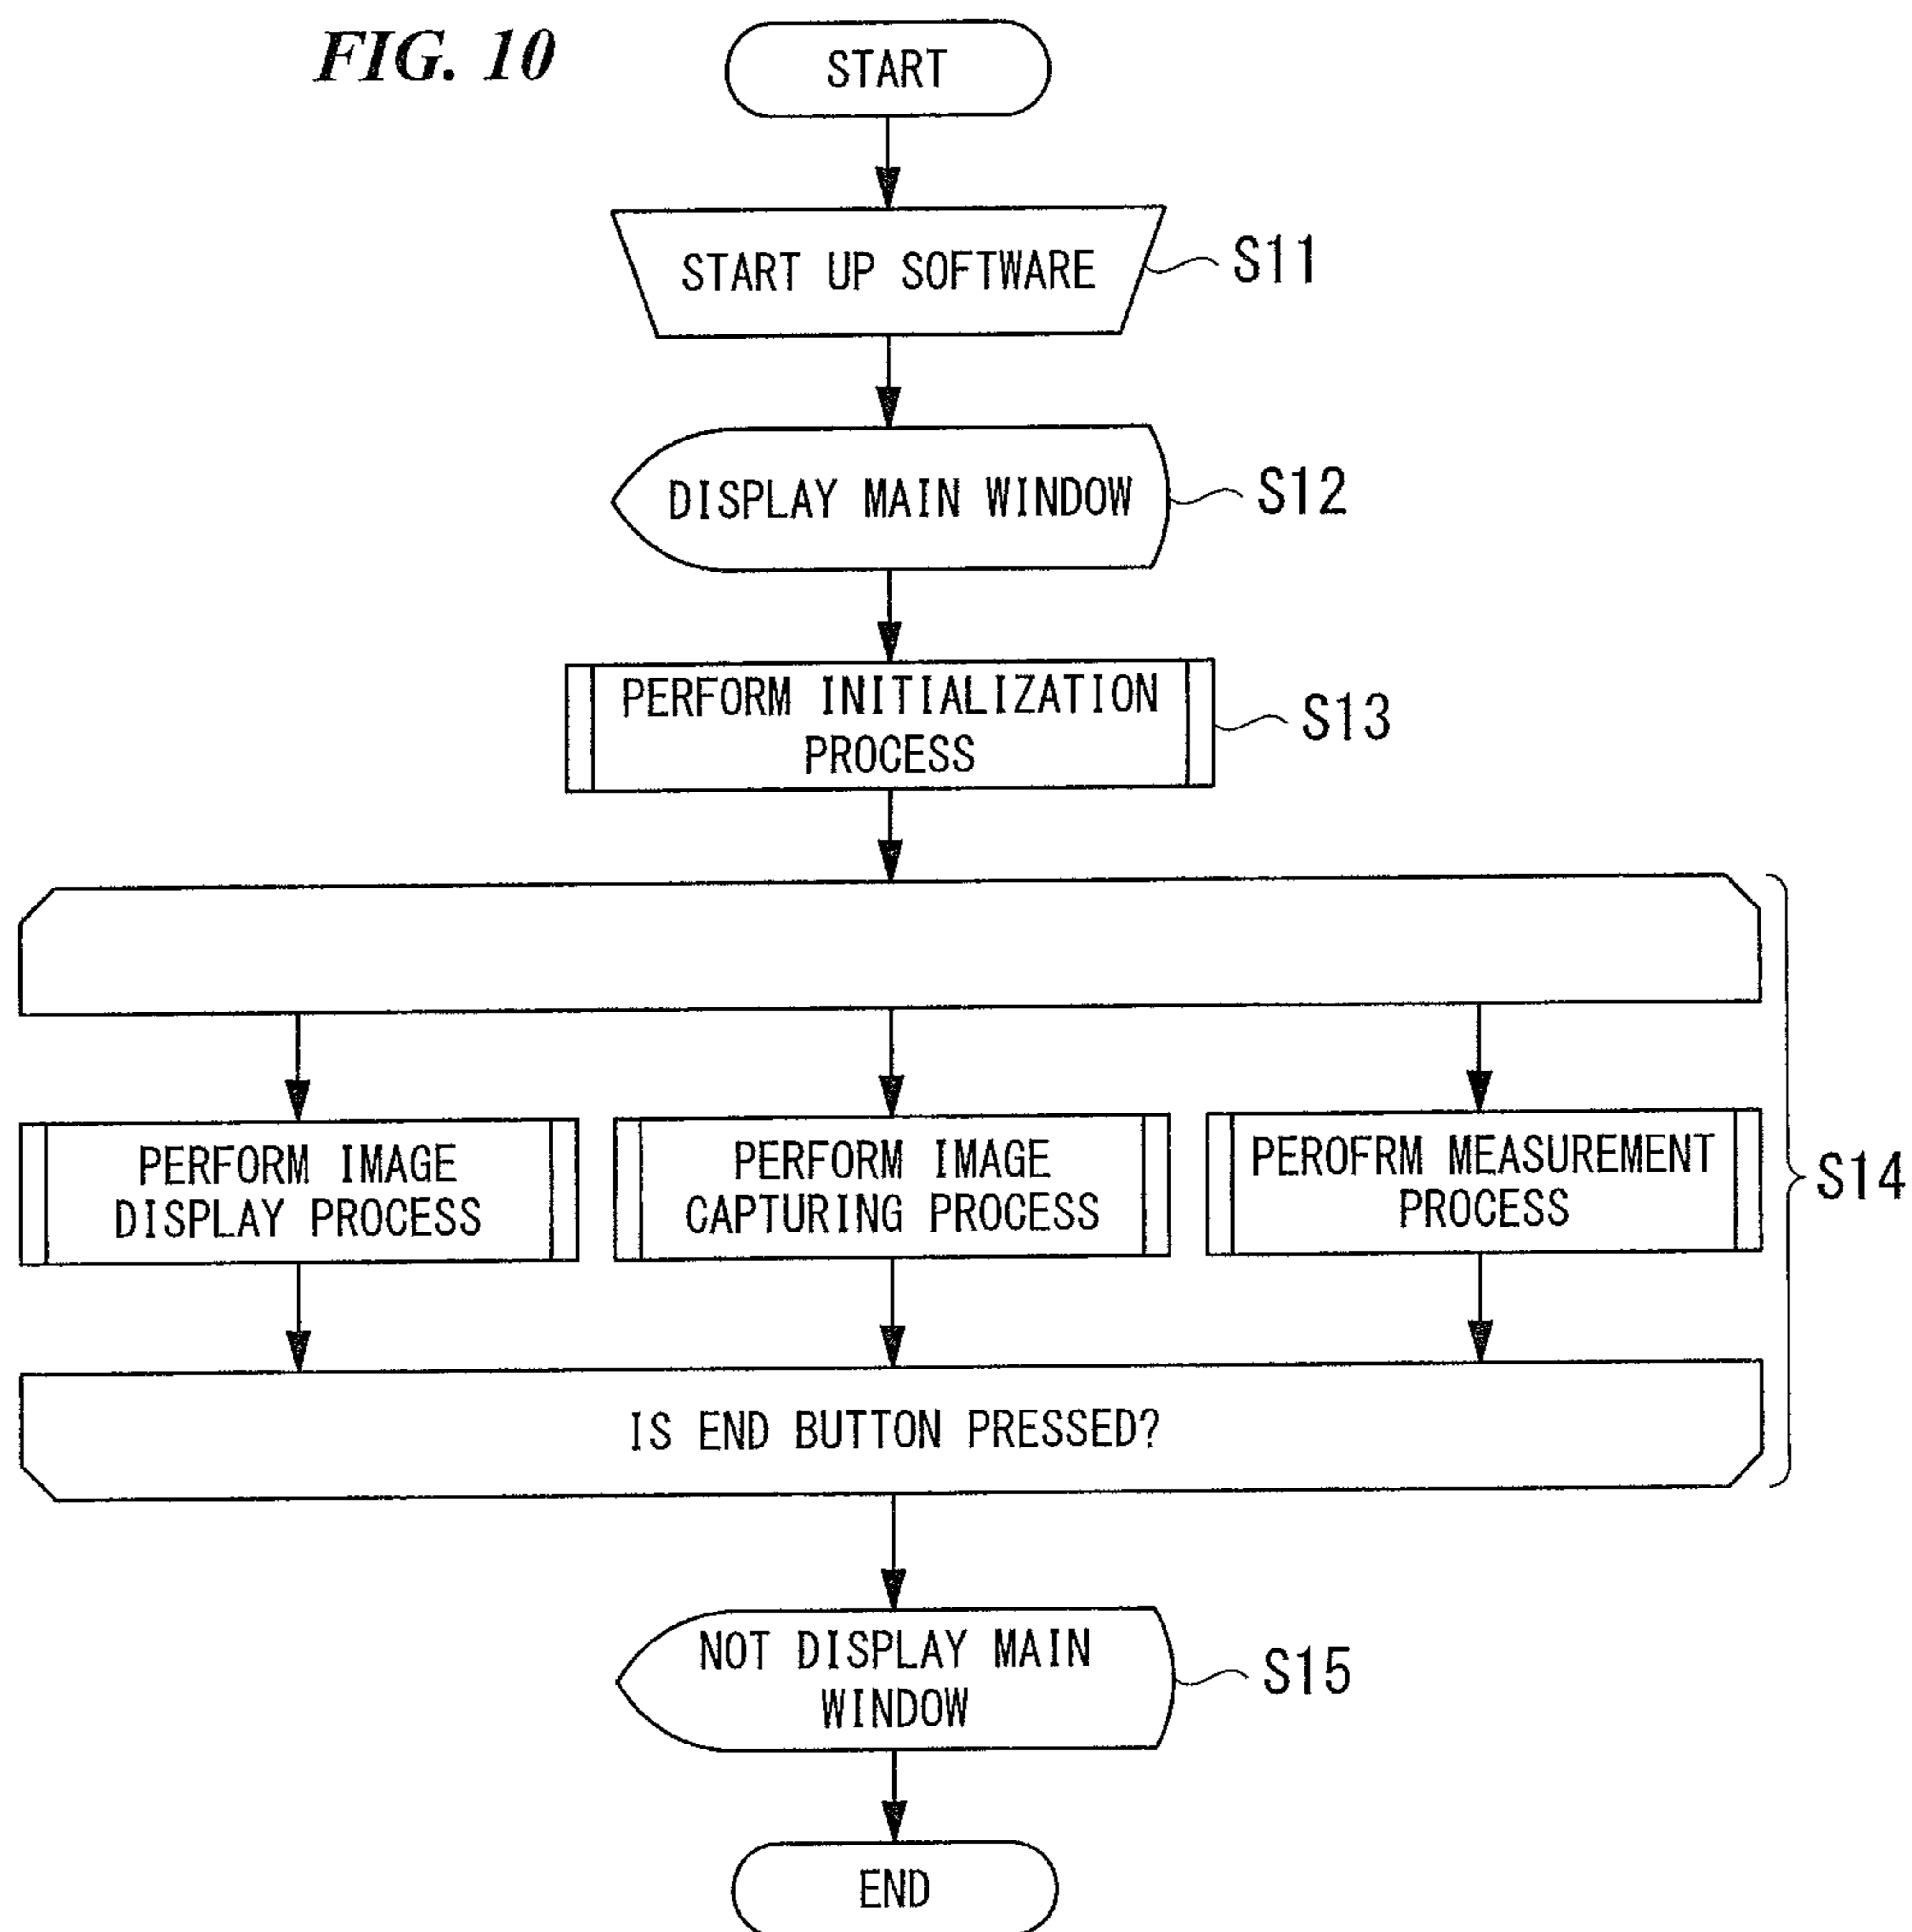 FIG. 10
START
START UP SOFTWARE
S11
DISPLAY MAIN WINDOW
S12
PERFORM INITIALIZATION
PROCESS
S13
PERFORM IMAGE
DISPLAY PROCESS
PERFORM IMAGE
CAPTURING PROCESS
PEROFRM MEASUREMENT
PROCESS
S14
IS END BUTTON PRESSED?
NOT DISPLAY MAIN
WINDOW
S15
END